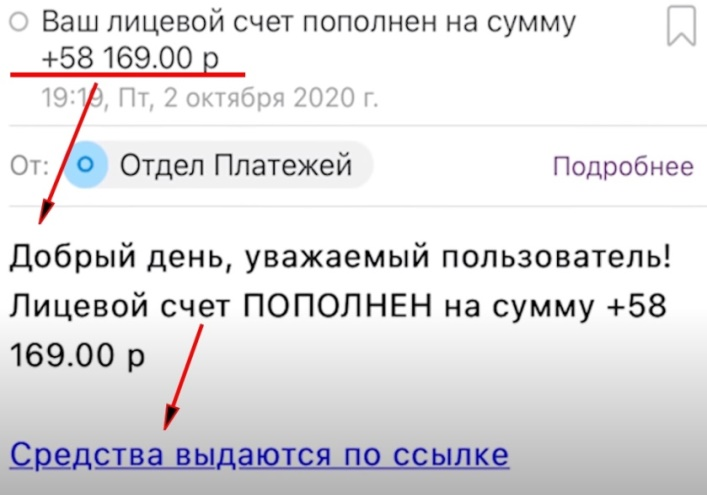 Ваш лицевой счет пополнен на сумму
+58 169.00 р
19:19, Пт, 2 октября 2020 г.
От: О Отдел Платежей Подробнее
Добрый день, уважаемый пользователь!
Лицевой счет ПОПОЛНЕН на сумму +58
169.00 р
Средства выдаются по ссылке